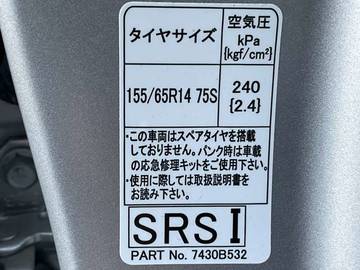 タイヤサイズ
空気圧
kPa
{kgf/cm²}
155/65R14 75S
240
{2.4}
・この車両はスペアタイヤを搭載
しておりません。パンク時は車載
の応急修理キットをご使用下さい。
・使用に際しては取扱説明書を
お読み下さい。
SRS I
PART No. 7430B532